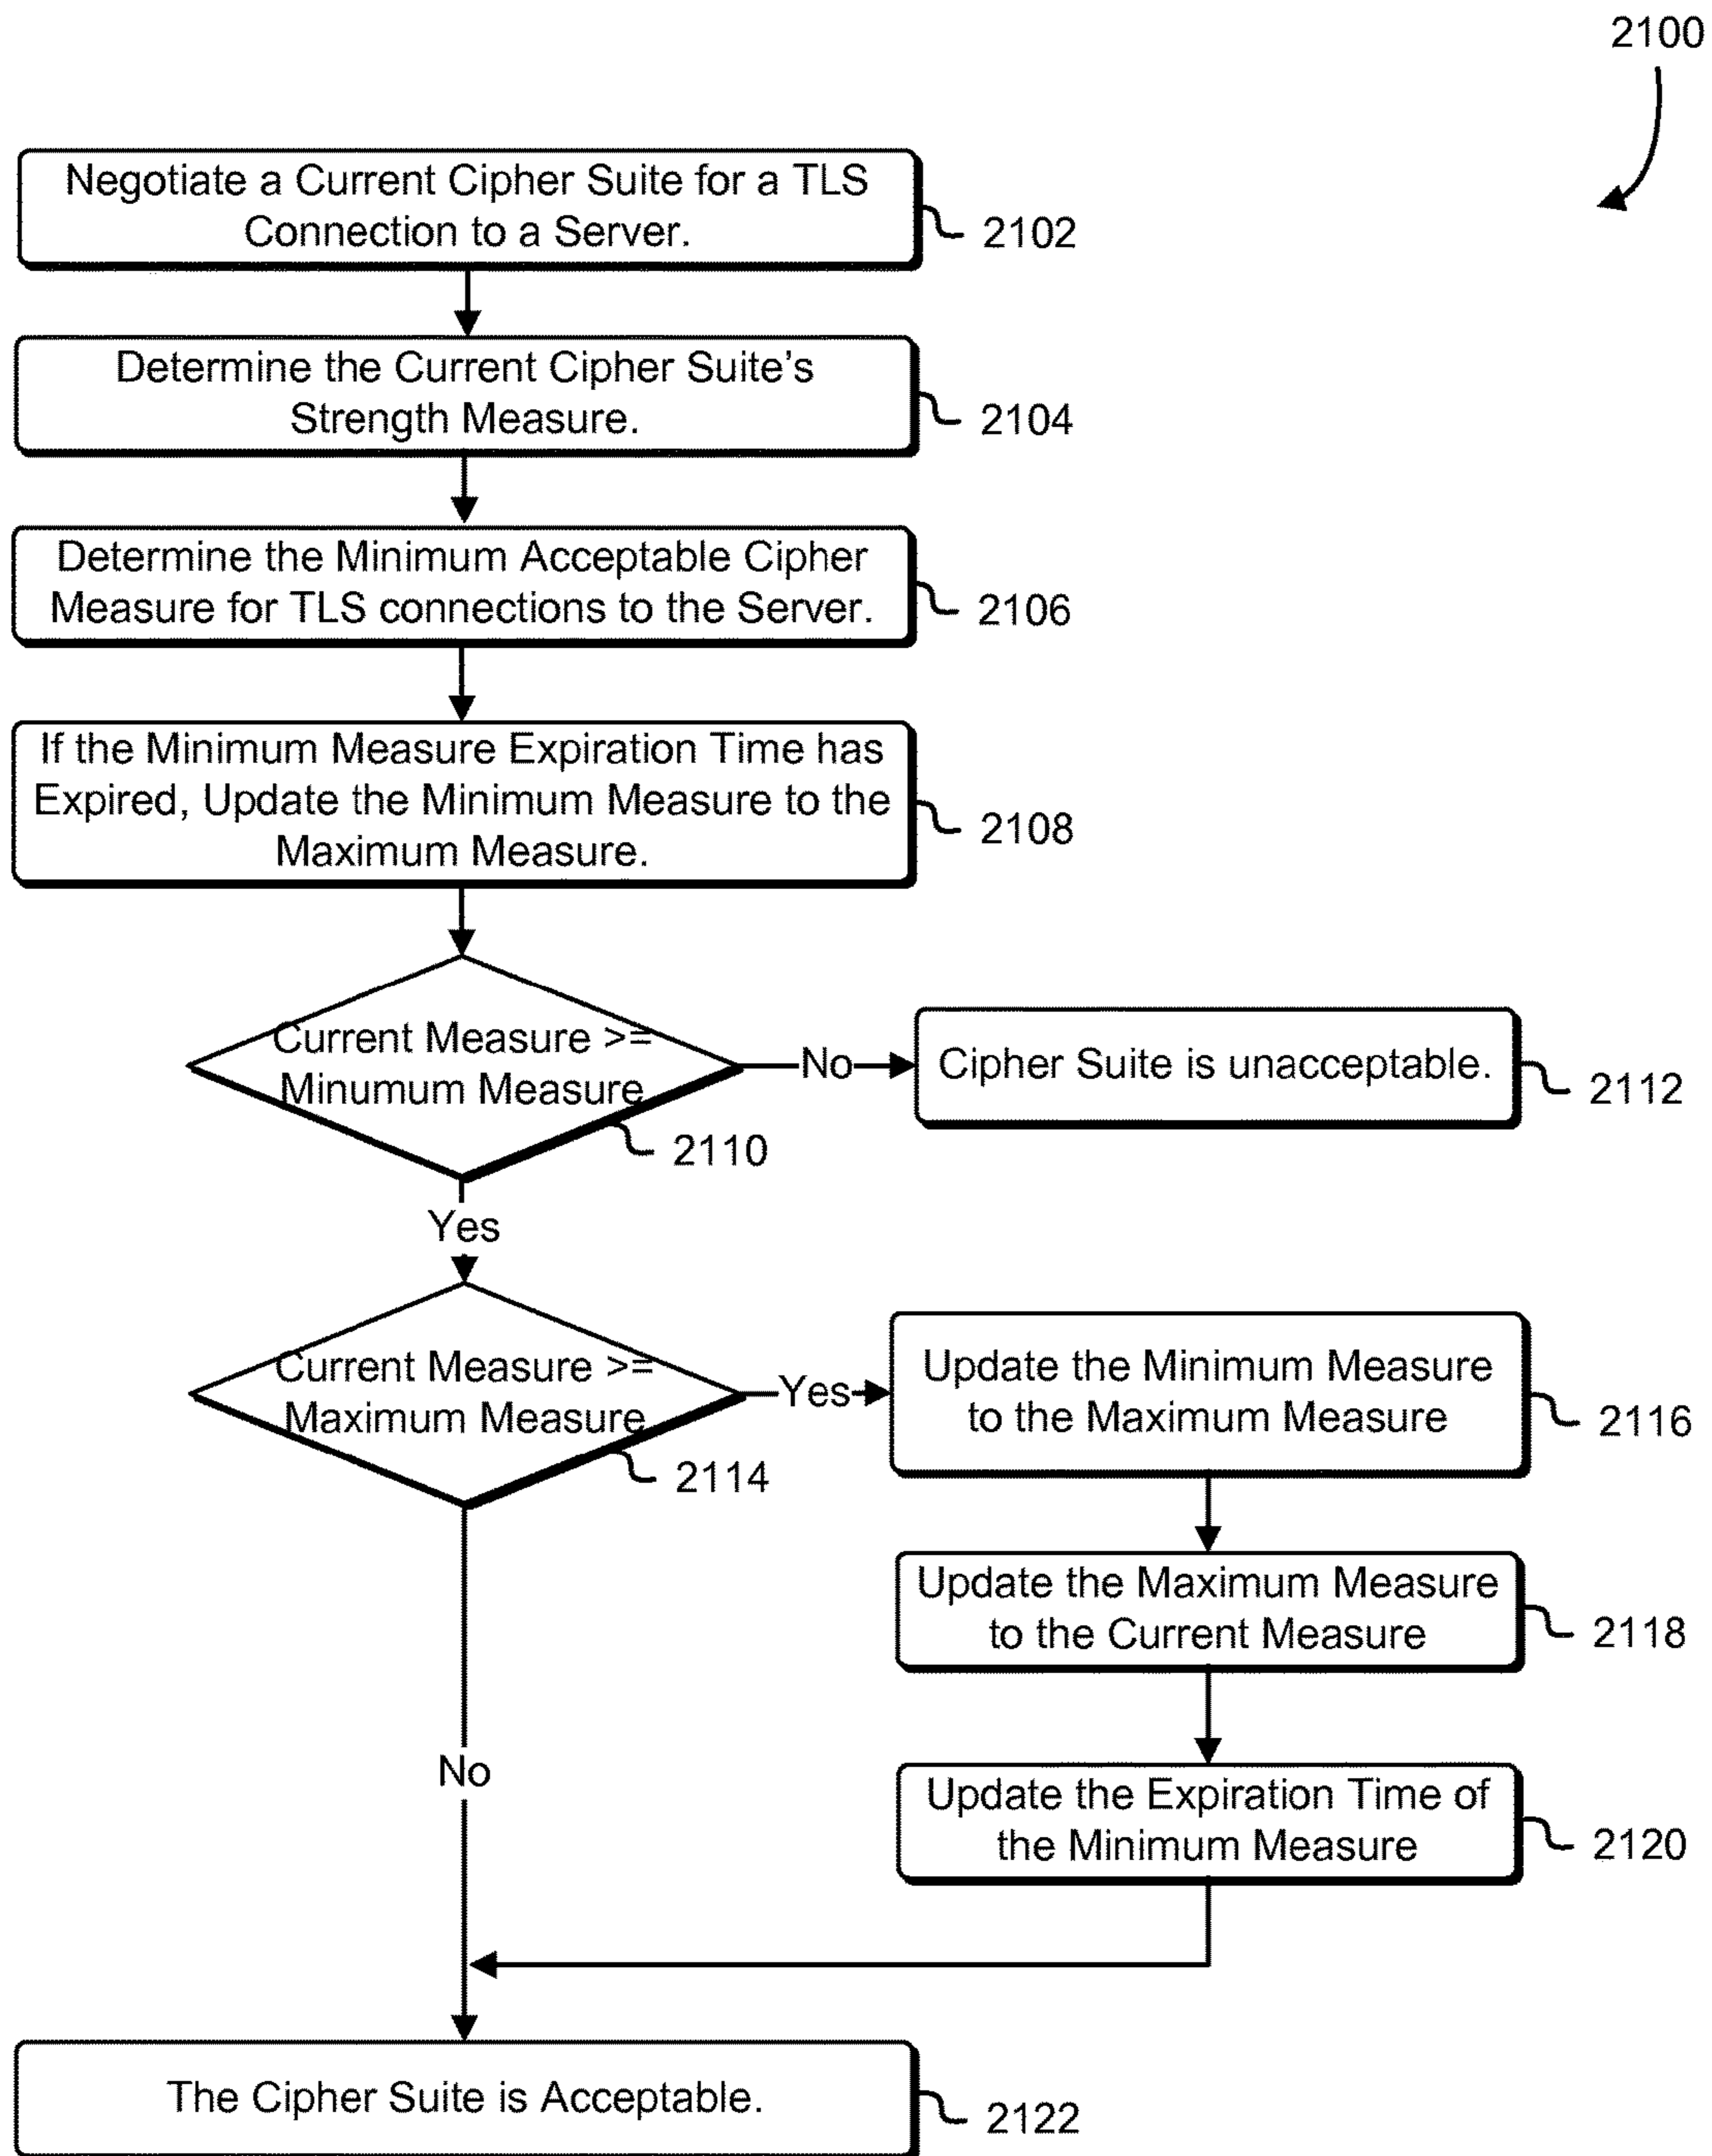 2100
Negotiate a Current Cipher Suite for a TLS
Connection to a Server.
2102
Determine the Current Cipher Suite's
Strength Measure.
2104
Determine the Minimum Acceptable Cipher
Measure for TLS connections to the Server.
2106
If the Minimum Measure Expiration Time has
Expired, Update the Minimum Measure to the
Maximum Measure.
2108
Current Measure >=
Minumum Measure
2110
No
Cipher Suite is unacceptable.
2112
Yes
Current Measure >=
Maximum Measure
2114
Yes
Update the Minimum Measure
to the Maximum Measure
2116
Update the Maximum Measure
to the Current Measure
2118
No
Update the Expiration Time of
the Minimum Measure
2120
The Cipher Suite is Acceptable.
2122